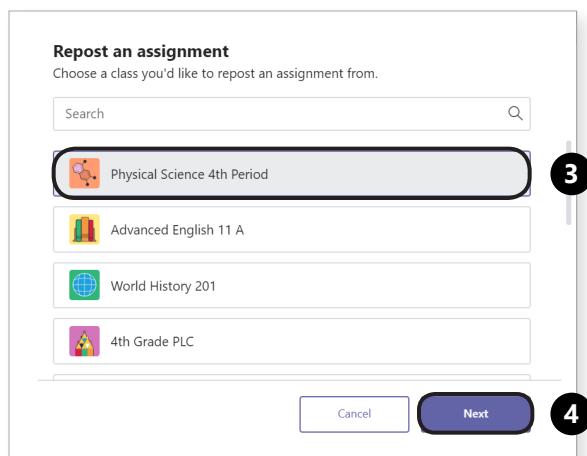 Repost an assignment
Choose a class you'd like to repost an assignment from.
Search
Physical Science 4th Period
3
Advanced English 11 A
World History 201
4th Grade PLC
Cancel
Next
4